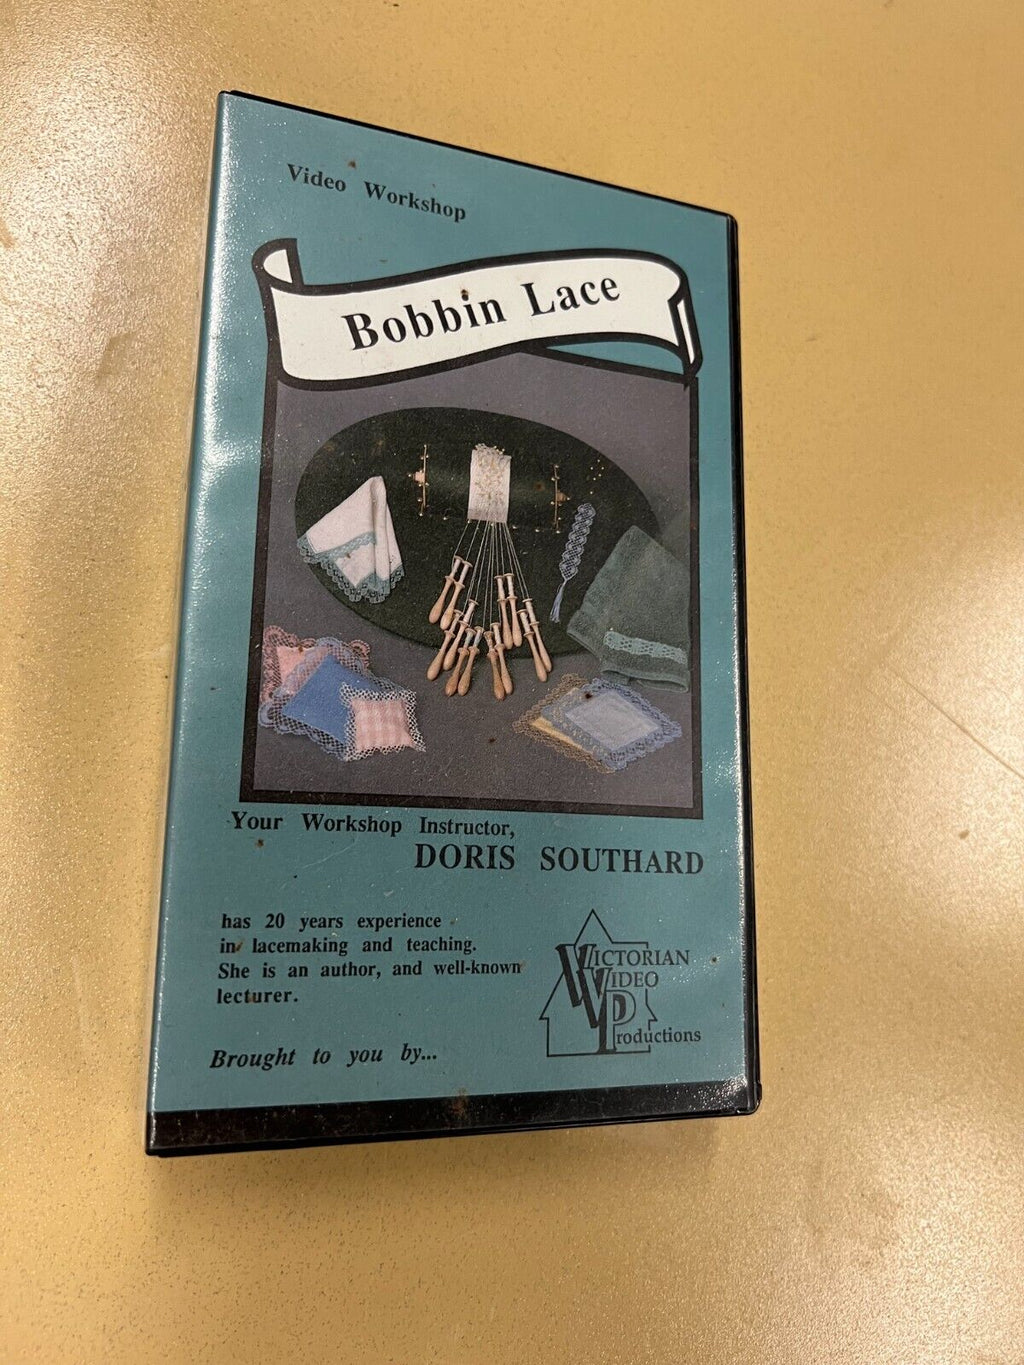 Video Workshop
Bobbin Lace
Your Workshop Instructor,
DORIS SOUTHARD
has 20 years experience
in lacemaking and teaching.
She is an author, and well-known
lecturer.
Brought to you by...
VICTORIAN
VIDEO
Productions